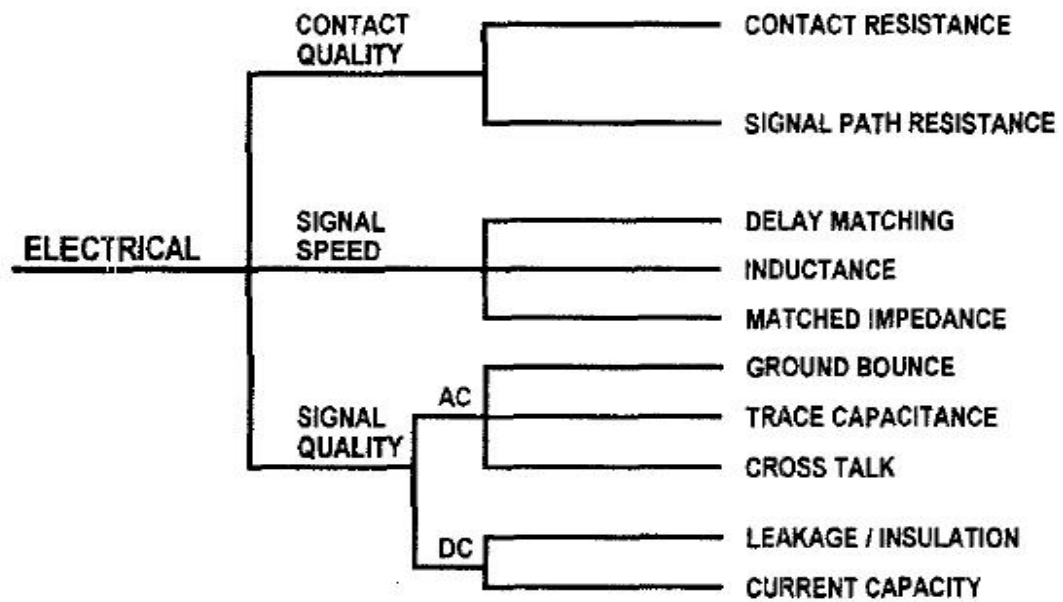 CONTACT
QUALITY
CONTACT RESISTANCE
SIGNAL PATH RESISTANCE
ELECTRICAL
SIGNAL
SPEED
DELAY MATCHING
INDUCTANCE
MATCHED IMPEDANCE
SIGNAL
QUALITY
AC
GROUND BOUNCE
TRACE CAPACITANCE
CROSS TALK
DC
LEAKAGE / INSULATION
CURRENT CAPACITY